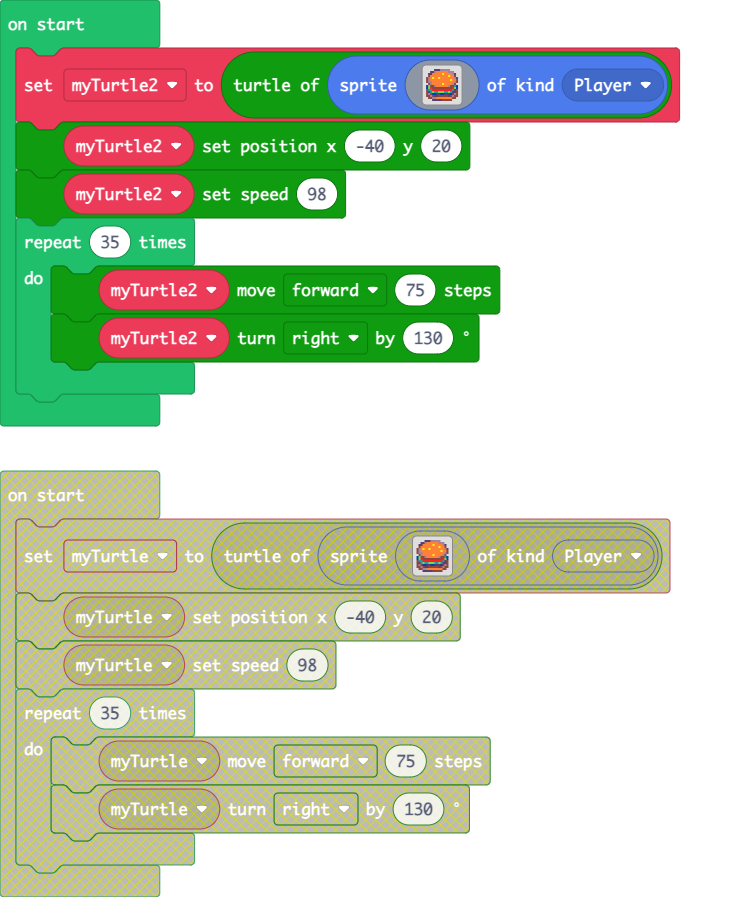 on start
set myTurtle2 to turtle of sprite of kind Player
myTurtle2 set position x -40 y 20
myTurtle2 set speed 98
repeat 35 times
do myTurtle2 move forward 75 steps
myTurtle2 turn right by 130 °
on start
set myTurtle to turtle of sprite of kind Player
myTurtle set position x -40 y 20
myTurtle set speed 98
repeat 35 times
do myTurtle move forward 75 steps
myTurtle turn right by 130 °